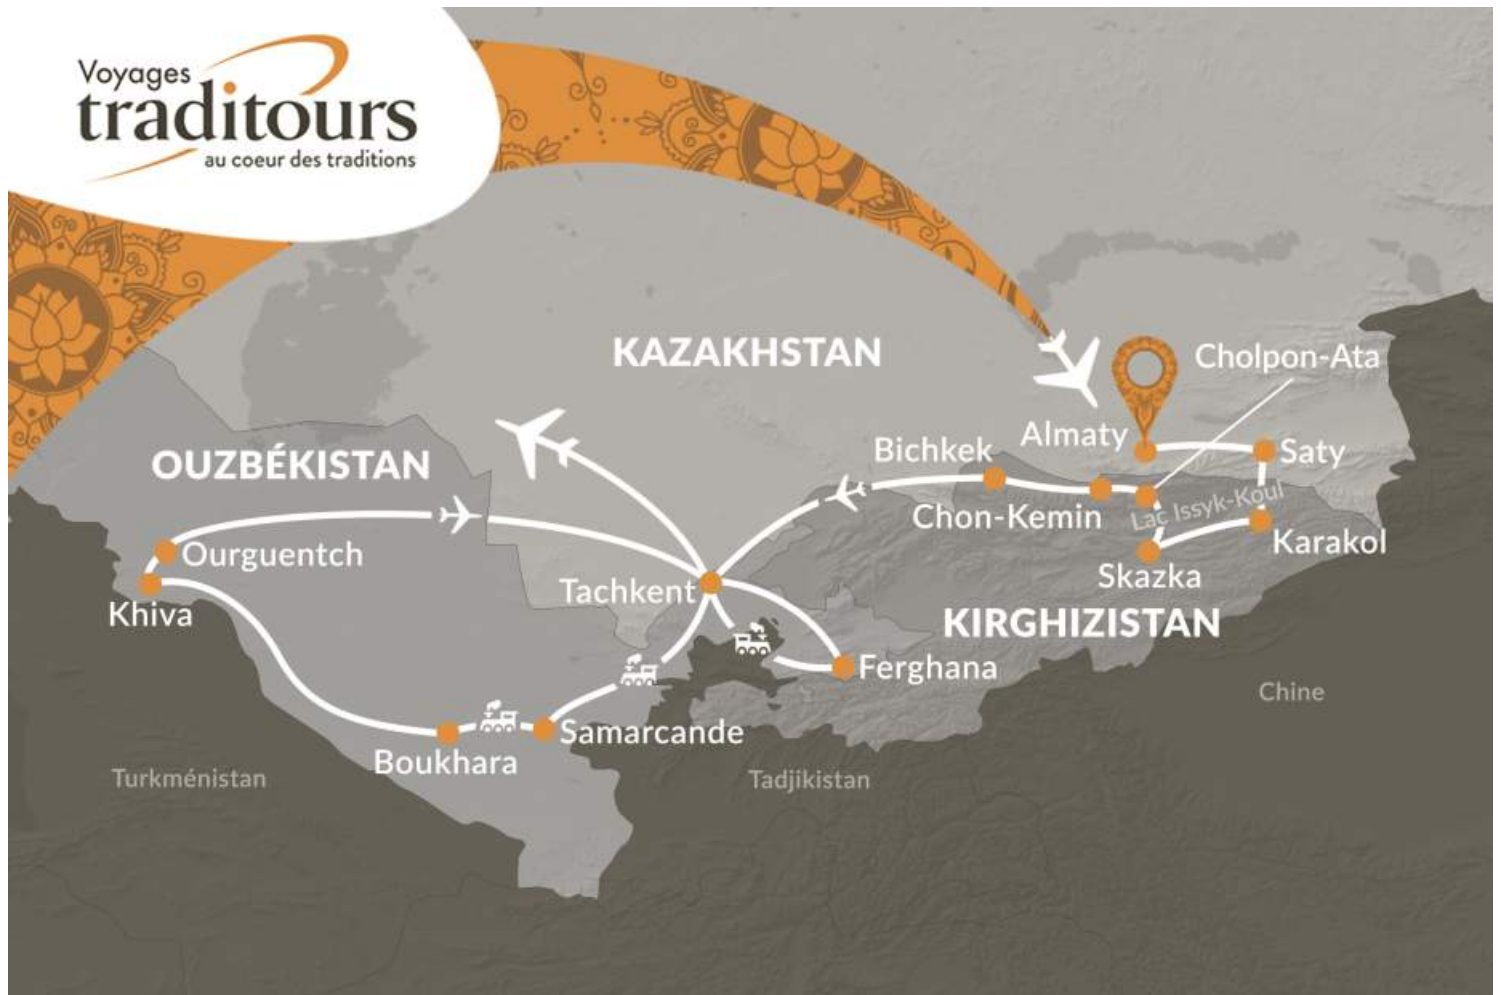 Voyages
traditours
au coeur des traditions
KAZAKHSTAN
Cholpon-Ata
Almaty
Bichkek
Saty
OUZBÉKISTAN
Chon-Kemin
Lac Issyk-Koul
Karakol
Ourguentch
Skazka
Tachkent
Khiva
KIRGHIZISTAN
Ferghana
Chine
Samarcande
Boukhara
Turkménistan
Tadjikistan